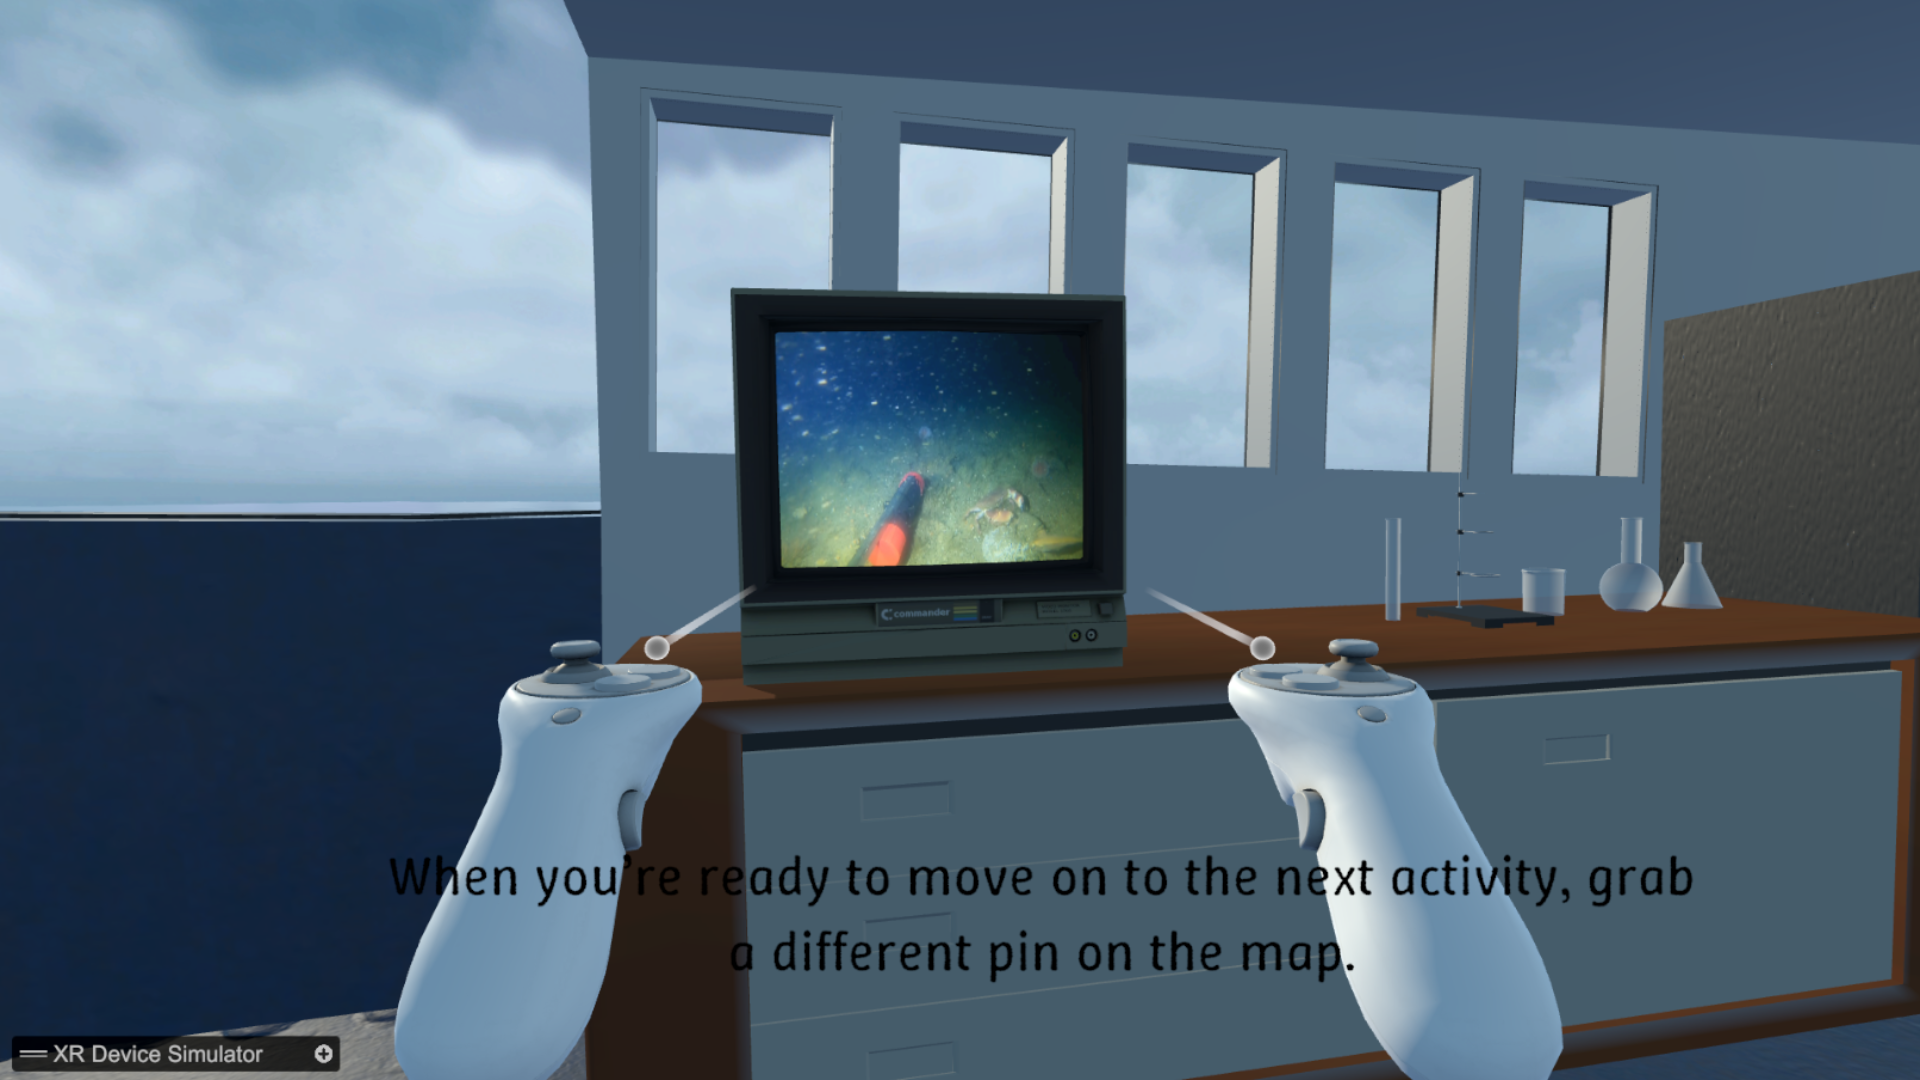 commander
When you're ready to move on to the next activity, grab
a different pin on the map.
XR Device Simulator